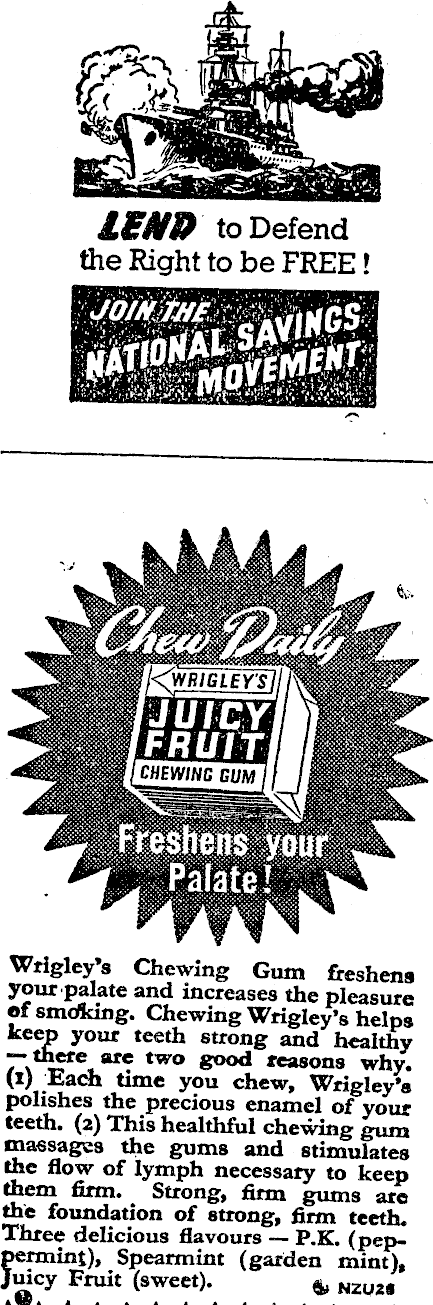 LEND to Defend
the Right to be FREE!
JOIN THE
NATIONAL SAVINGS
MOVEMENT
Chew Daily
WRIGLEY'S
JUICY
FRUIT
CHEWING GUM
Freshens your
Palate!
Wrigley's Chewing Gum freshens
your palate and increases the pleasure
of smoking. Chewing Wrigley's helps
keep your teeth strong and healthy
— there are two good reasons why.
(1) Each time you chew, Wrigley's
polishes the precious enamel of your
teeth. (2) This healthful chewing gum
massages the gums and stimulates
the flow of lymph necessary to keep
them firm. Strong, firm gums are
the foundation of strong, firm teeth.
Three delicious flavours — P.K. (pep-
permint), Spearmint (garden mint),
Juicy Fruit (sweet).
NZU26